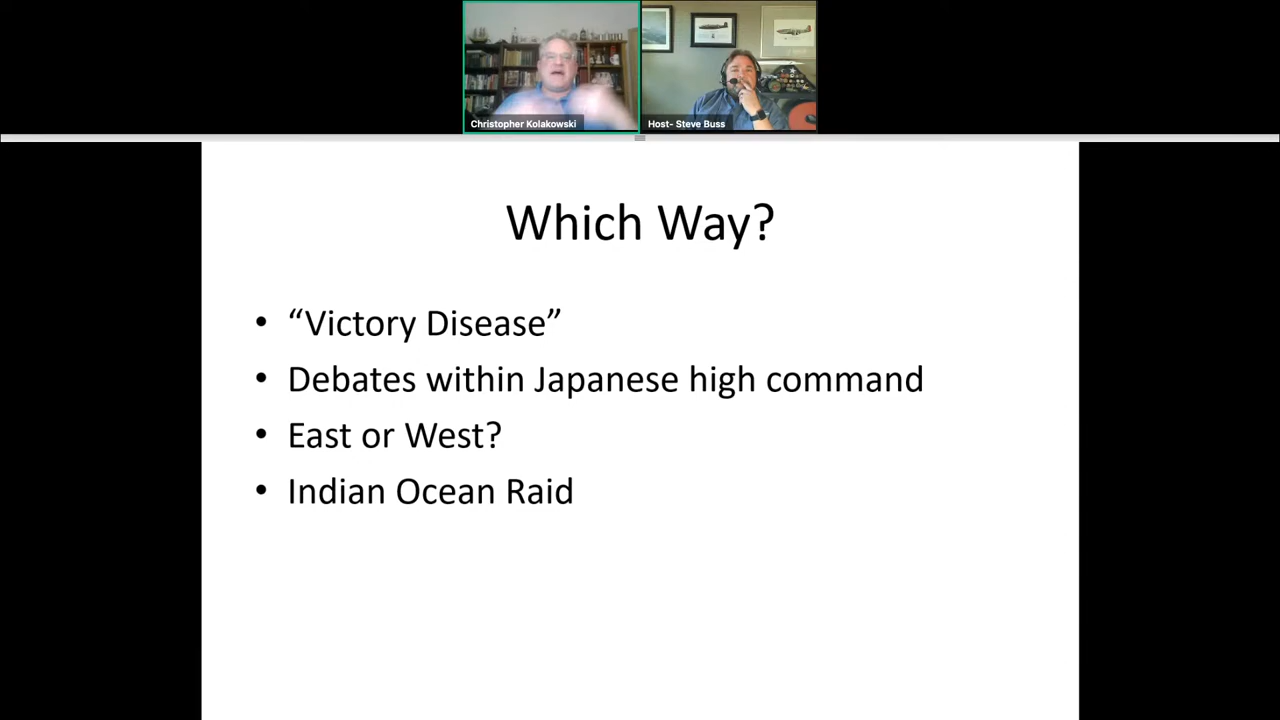 Christopher Kolakowski
Host- Steve Buss
Which Way?
• “Victory Disease”
• Debates within Japanese high command
• East or West?
• Indian Ocean Raid